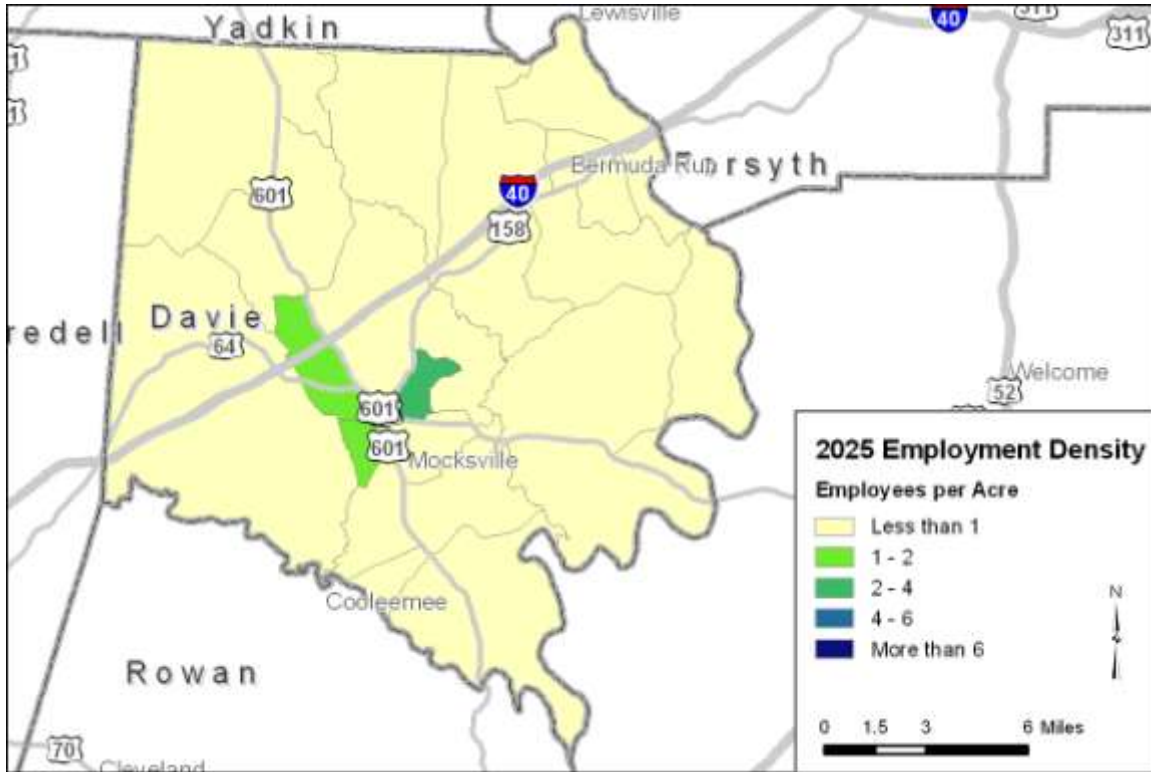 Lewisville
Yadkin
40
311
311
601
Bermuda Run
Forsyth
40
158
Davie
redell
64
Welcome
52
601
601
Mocksville
Cooleemee
Rowan
70
Cleveland
2025 Employment Density
Employees per Acre
Less than 1
1 - 2
2 - 4
4 - 6
More than 6
N
0 1.5 3 6 Miles